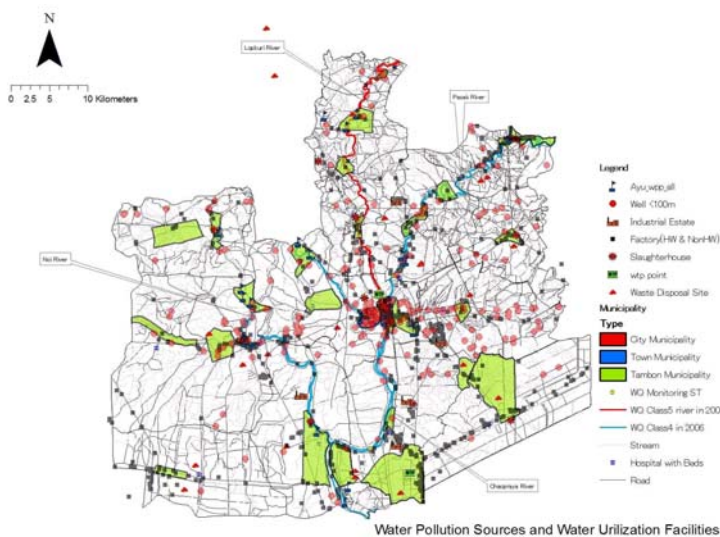 N
0 2.5 5 10 Kilometers
Lopburi River
Pasak River
Noi River
Chaopraya River
Legend
Ayu_wpp_all
Well <100m
Industrial Estate
Factory(HW & NonHW)
Slaughterhouse
wtp point
Waste Disposal Site
Municipality
Type
City Municipality
Town Municipality
Tambon Municipality
WQ Monitoring ST
WQ Class5 river in 200
WQ Class4 in 2006
Stream
Hospital with Beds
Road
Water Pollution Sources and Water Urilization Facilities